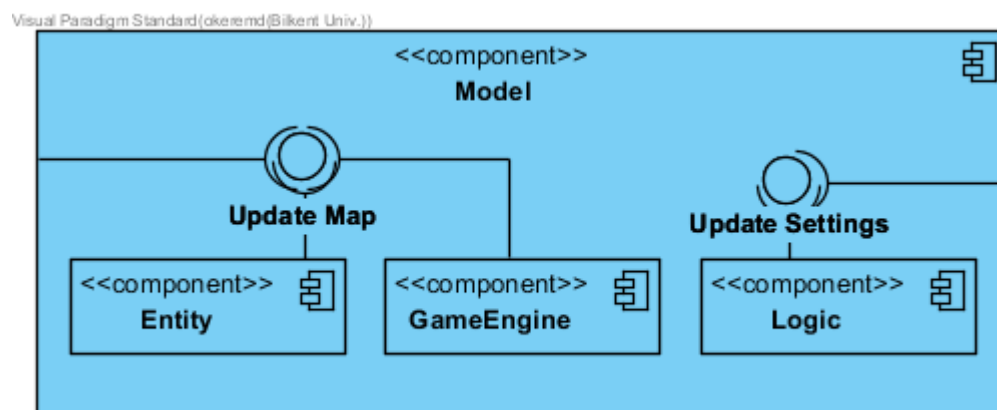 Visual Paradigm Standard(okeremd(Bilkent Univ.))
<<component>>
Model
Update Map
Update Settings
<<component>>
Entity
<<component>>
GameEngine
<<component>>
Logic